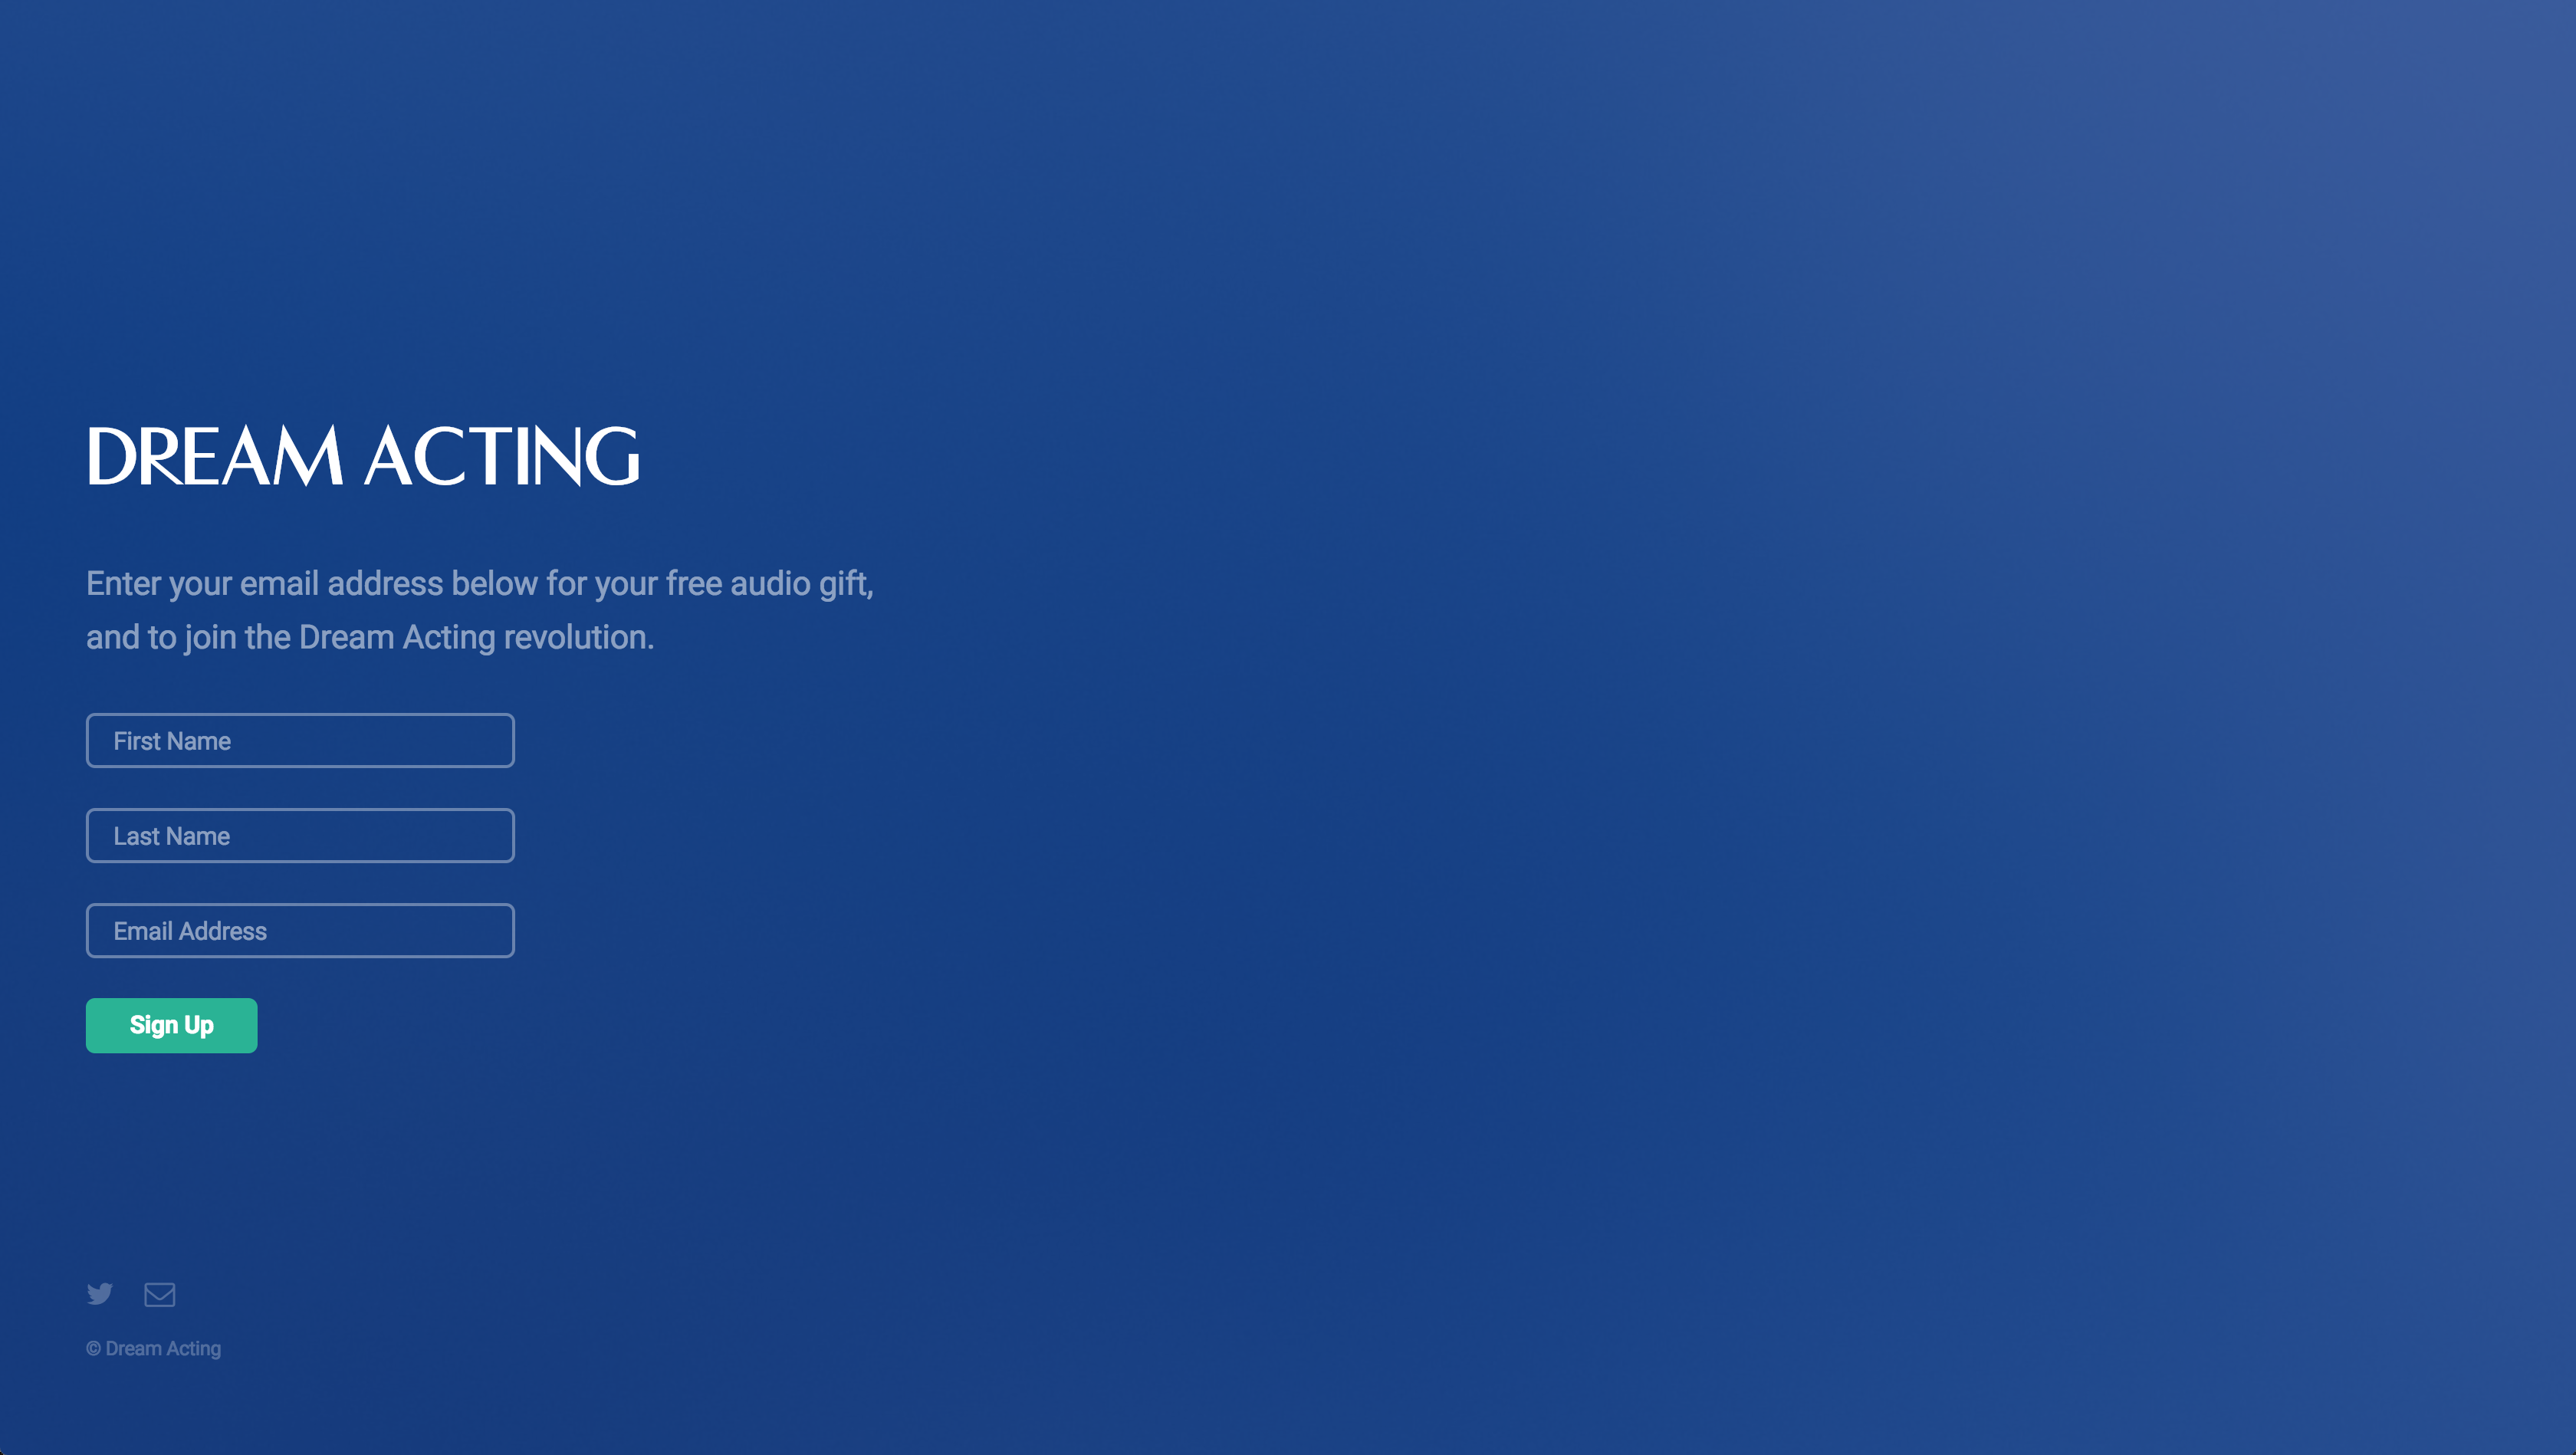 DREAM ACTING
Enter your email address below for your free audio gift,
and to join the Dream Acting revolution.
First Name
Last Name
Email Address
Sign Up
© Dream Acting